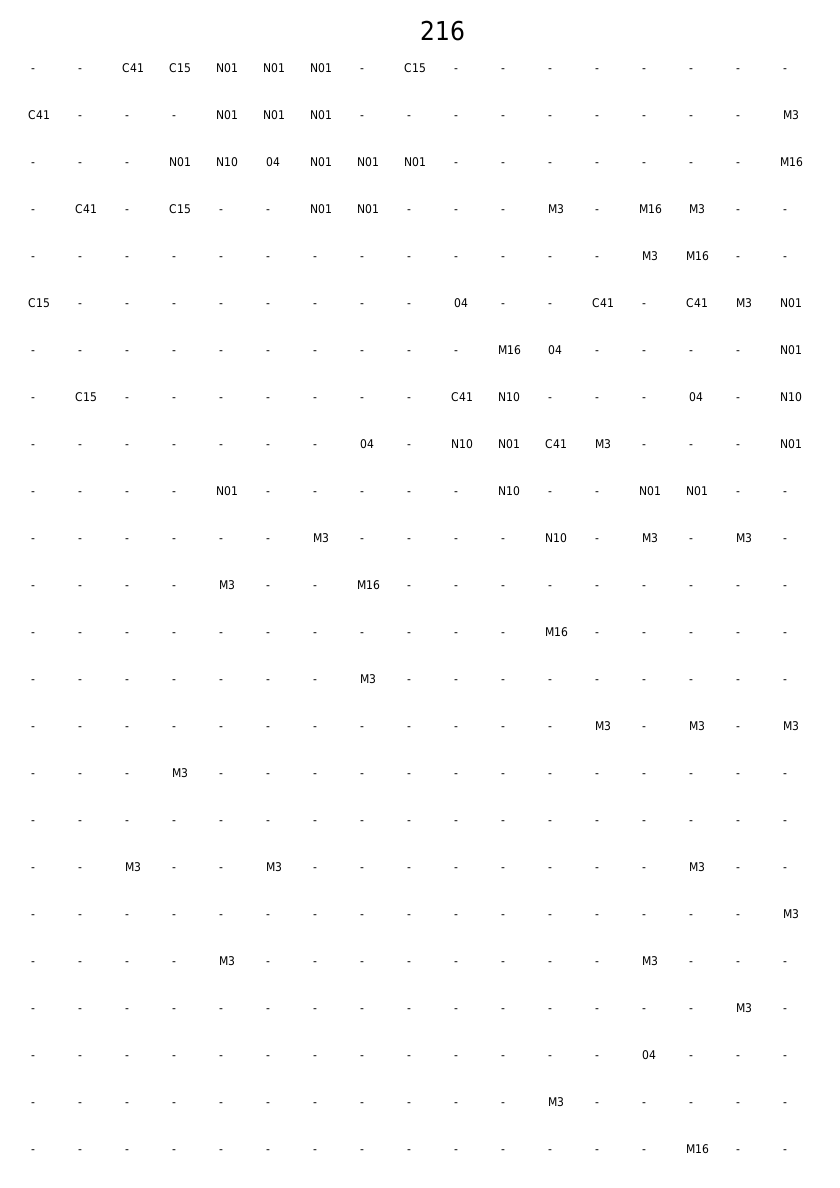 216
- - C41 C15 N01 N01 N01 - C15 - - - - - - - -
C41 - - - N01 N01 N01 - - - - - - - - - M3
- - - N01 N10 04 N01 N01 N01 - - - - - - - M16
- C41 - C15 - - N01 N01 - - - M3 - M16 M3 - -
- - - - - - - - - - - - - M3 M16 - -
C15 - - - - - - - - 04 - - C41 - C41 M3 N01
- - - - - - - - - - M16 04 - - - - N01
- C15 - - - - - - - C41 N10 - - - 04 - N10
- - - - - - - 04 - N10 N01 C41 M3 - - - N01
- - - - N01 - - - - - N10 - - N01 N01 - -
- - - - - - M3 - - - - N10 - M3 - M3 -
- - - - M3 - - M16 - - - - - - - - -
- - - - - - - - - - - M16 - - - - -
- - - - - - - M3 - - - - - - - - -
- - - - - - - - - - - - M3 - M3 - M3
- - - M3 - - - - - - - - - - - - -
- - - - - - - - - - - - - - - - -
- - M3 - - M3 - - - - - - - - M3 - -
- - - - - - - - - - - - - - - - M3
- - - - M3 - - - - - - - - M3 - - -
- - - - - - - - - - - - - - - M3 -
- - - - - - - - - - - - - 04 - - -
- - - - - - - - - - - M3 - - - - -
- - - - - - - - - - - - - - M16 - -